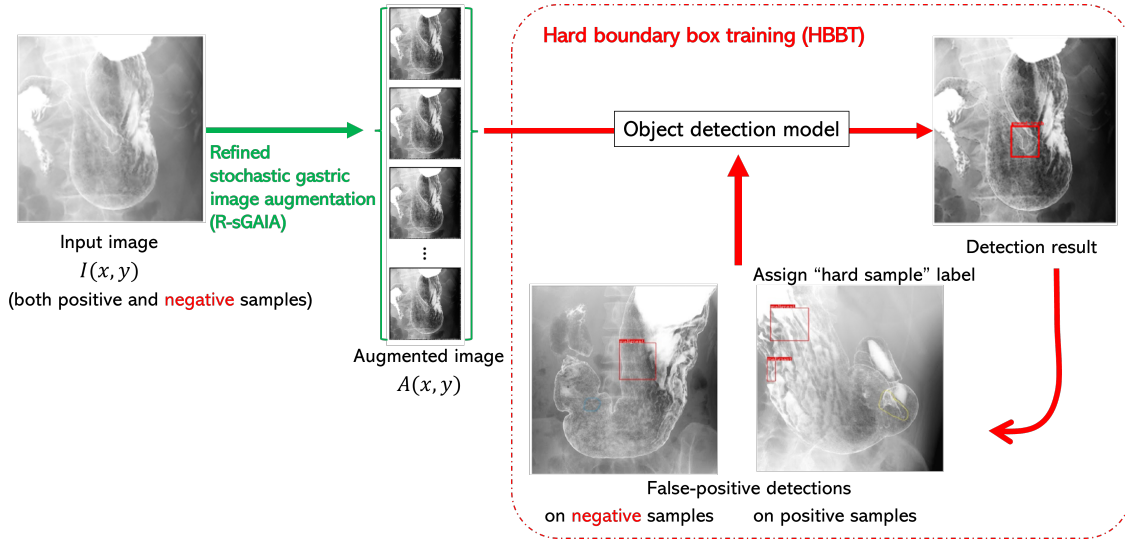 Hard boundary box training (HBBT)
Object detection model
Refined
stochastic gastric
image augmentation
(R-sGAIA)
Input image
I(x, y)
(both positive and negative samples)
...
Augmented image
A(x, y)
Detection result
Assign “hard sample” label
False-positive detections
on negative samples
on positive samples